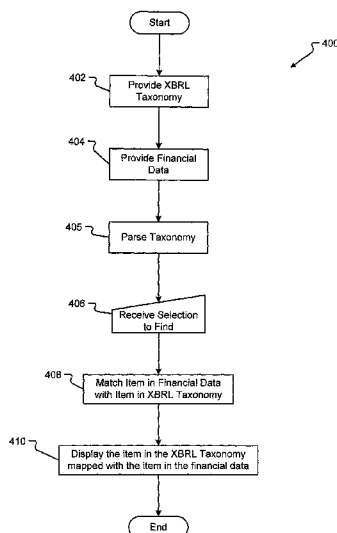 Start
400
402
Provide XBRL
Taxonomy
404
Provide Financial
Data
405
Parse Taxonomy
406
Receive Selection
to Find
408
Match Item in Financial Data
with Item in XBRL Taxonomy
410
Display the item in the XBRL Taxonomy
mapped with the item in the financial data
End